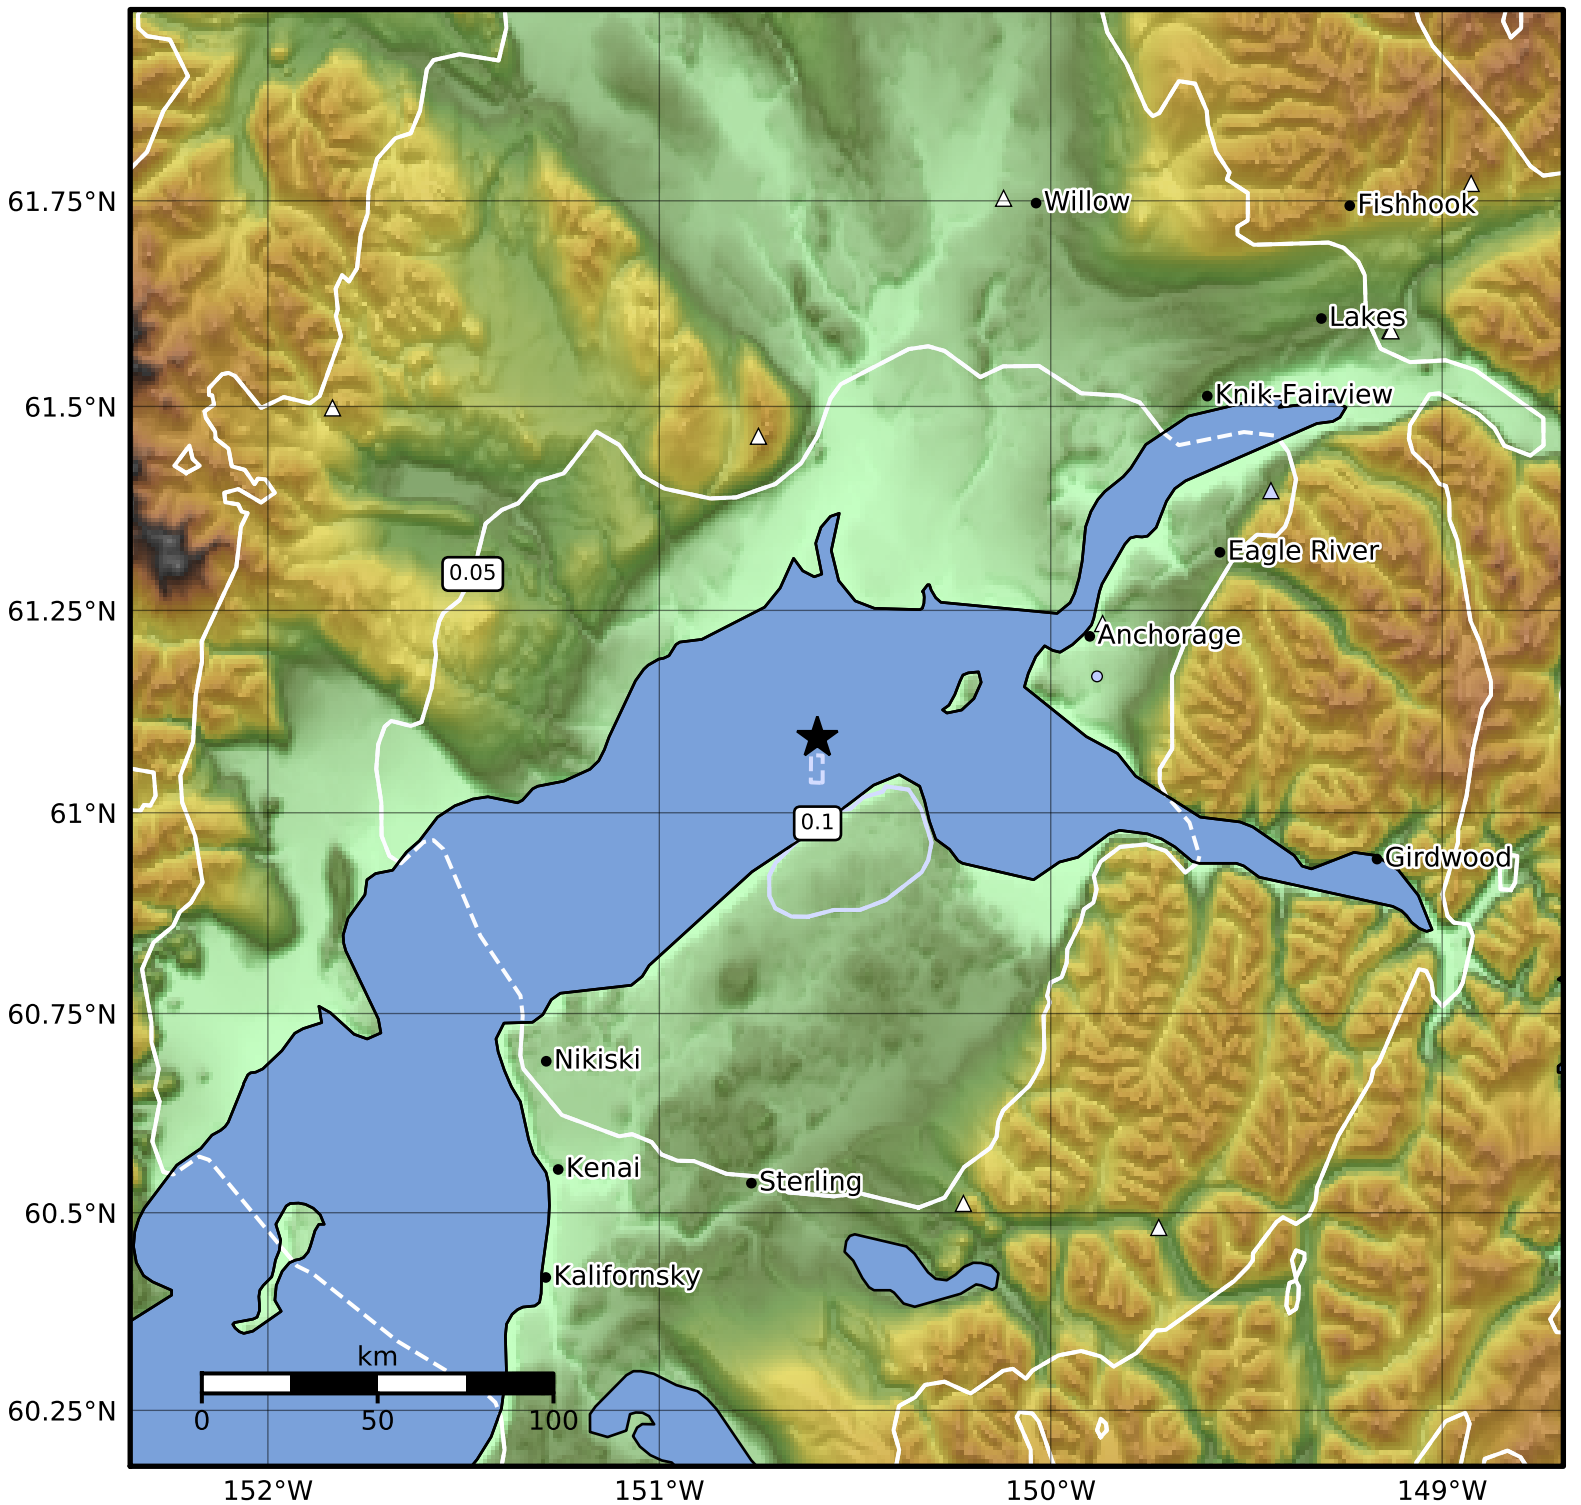 61.75°N
Willow
Fishhook
Lakes
61.5°N
Knik-Fairview
Eagle River
0.05
61.25°N
Anchorage
61°N
0.1
Girdwood
60.75°N
Nikiski
Kenai
Sterling
60.5°N
Kalifornsky
km
0 50 100
60.25°N
152°W 151°W 150°W 149°W